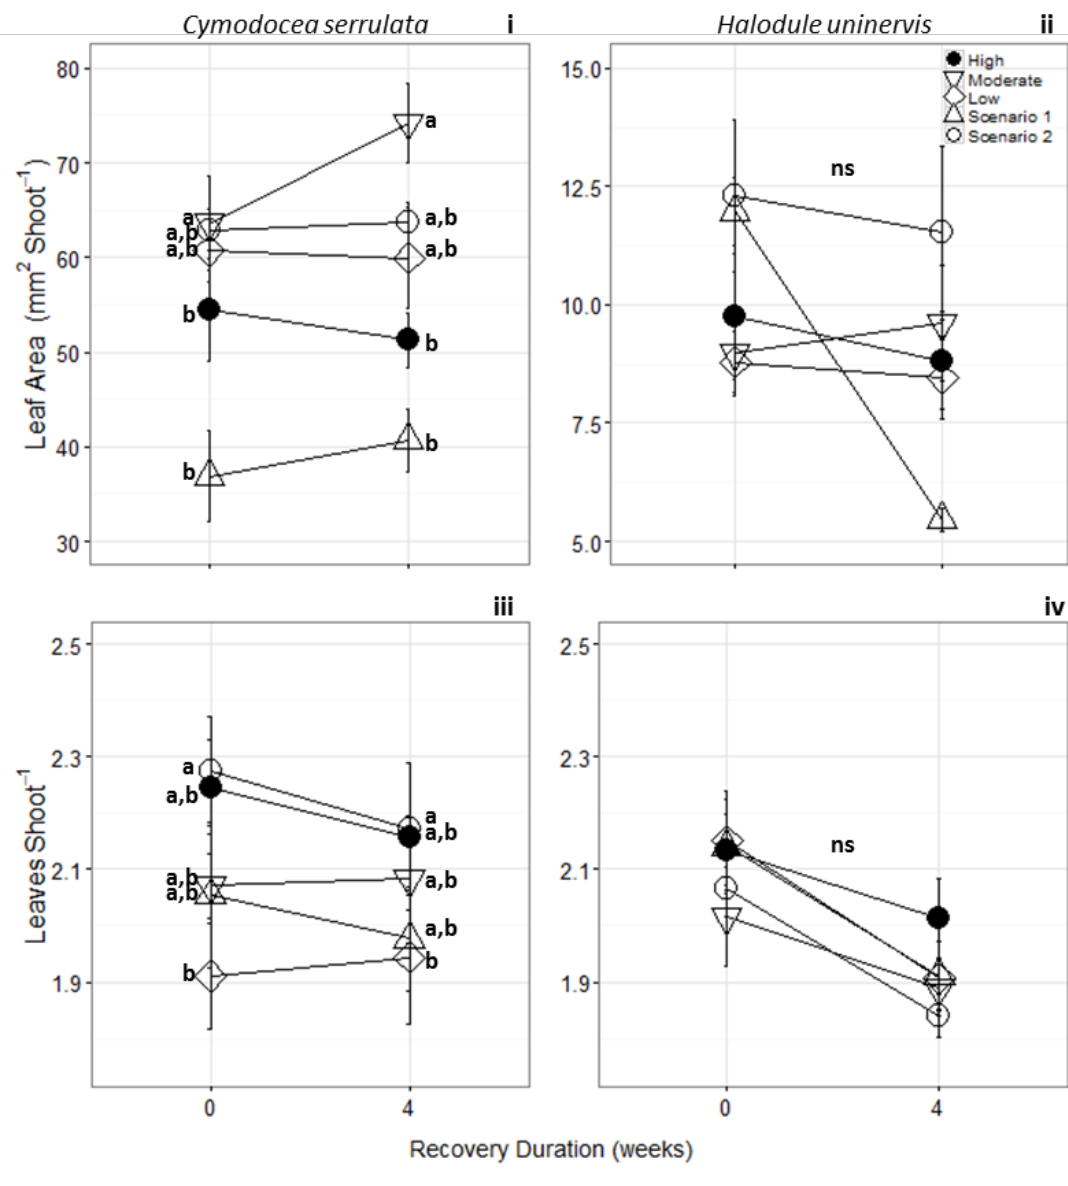 Cymodocea serrulata i
Halodule uninervis ii
Leaf Area (mm² Shoot⁻¹)
80
70
60
50
40
30
a
a,b
a,b
b
b
a
a,b
a,b
b
b
15.0
12.5
10.0
7.5
5.0
ns
High
Moderate
Low
Scenario 1
Scenario 2
iii
iv
Leaves Shoot⁻¹
2.5
2.3
2.1
1.9
a
a,b
a,b
a,b
b
a
a,b
a,b
a,b
b
0
4
2.5
2.3
2.1
1.9
ns
0
4
Recovery Duration (weeks)